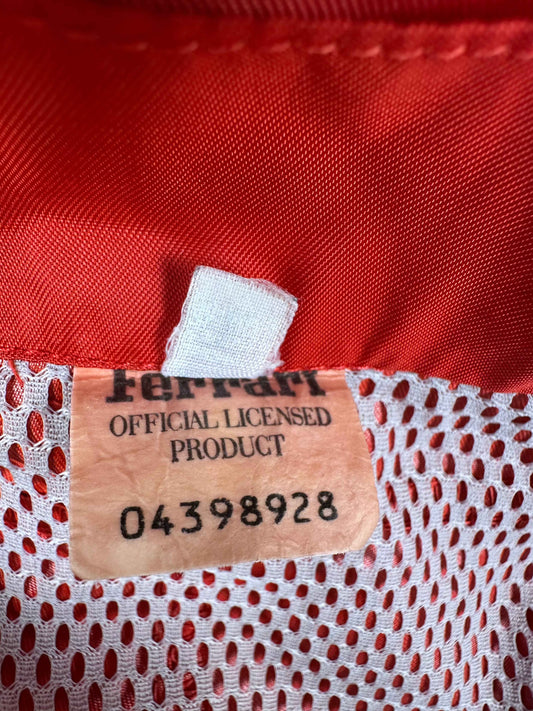 Ferrari
OFFICIAL LICENSED
PRODUCT
04398928